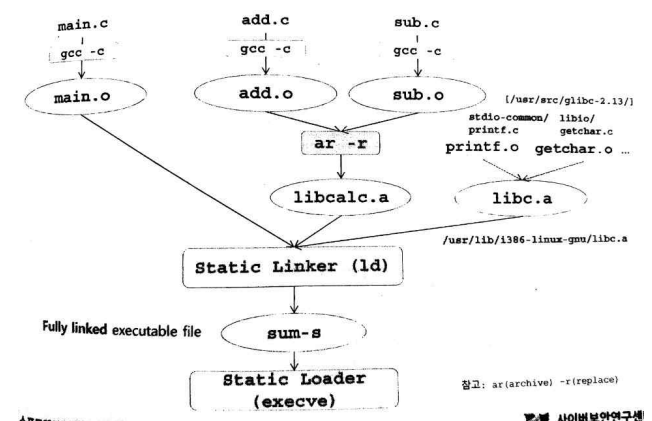 main.c add.c sub.c
gcc -c gcc -c gcc -c
main.o add.o sub.o
[/usr/src/glibc-2.13/]
stdio-common/ libio/
printf.c getchar.c
printf.o getchar.o …
ar -r
libcalc.a libc.a
/usr/lib/i386-linux-gnu/libc.a
Static Linker (ld)
Fully linked executable file sum-s
Static Loader
(execve)
참고: ar(archive) -r(replace)
사이버보안연구센